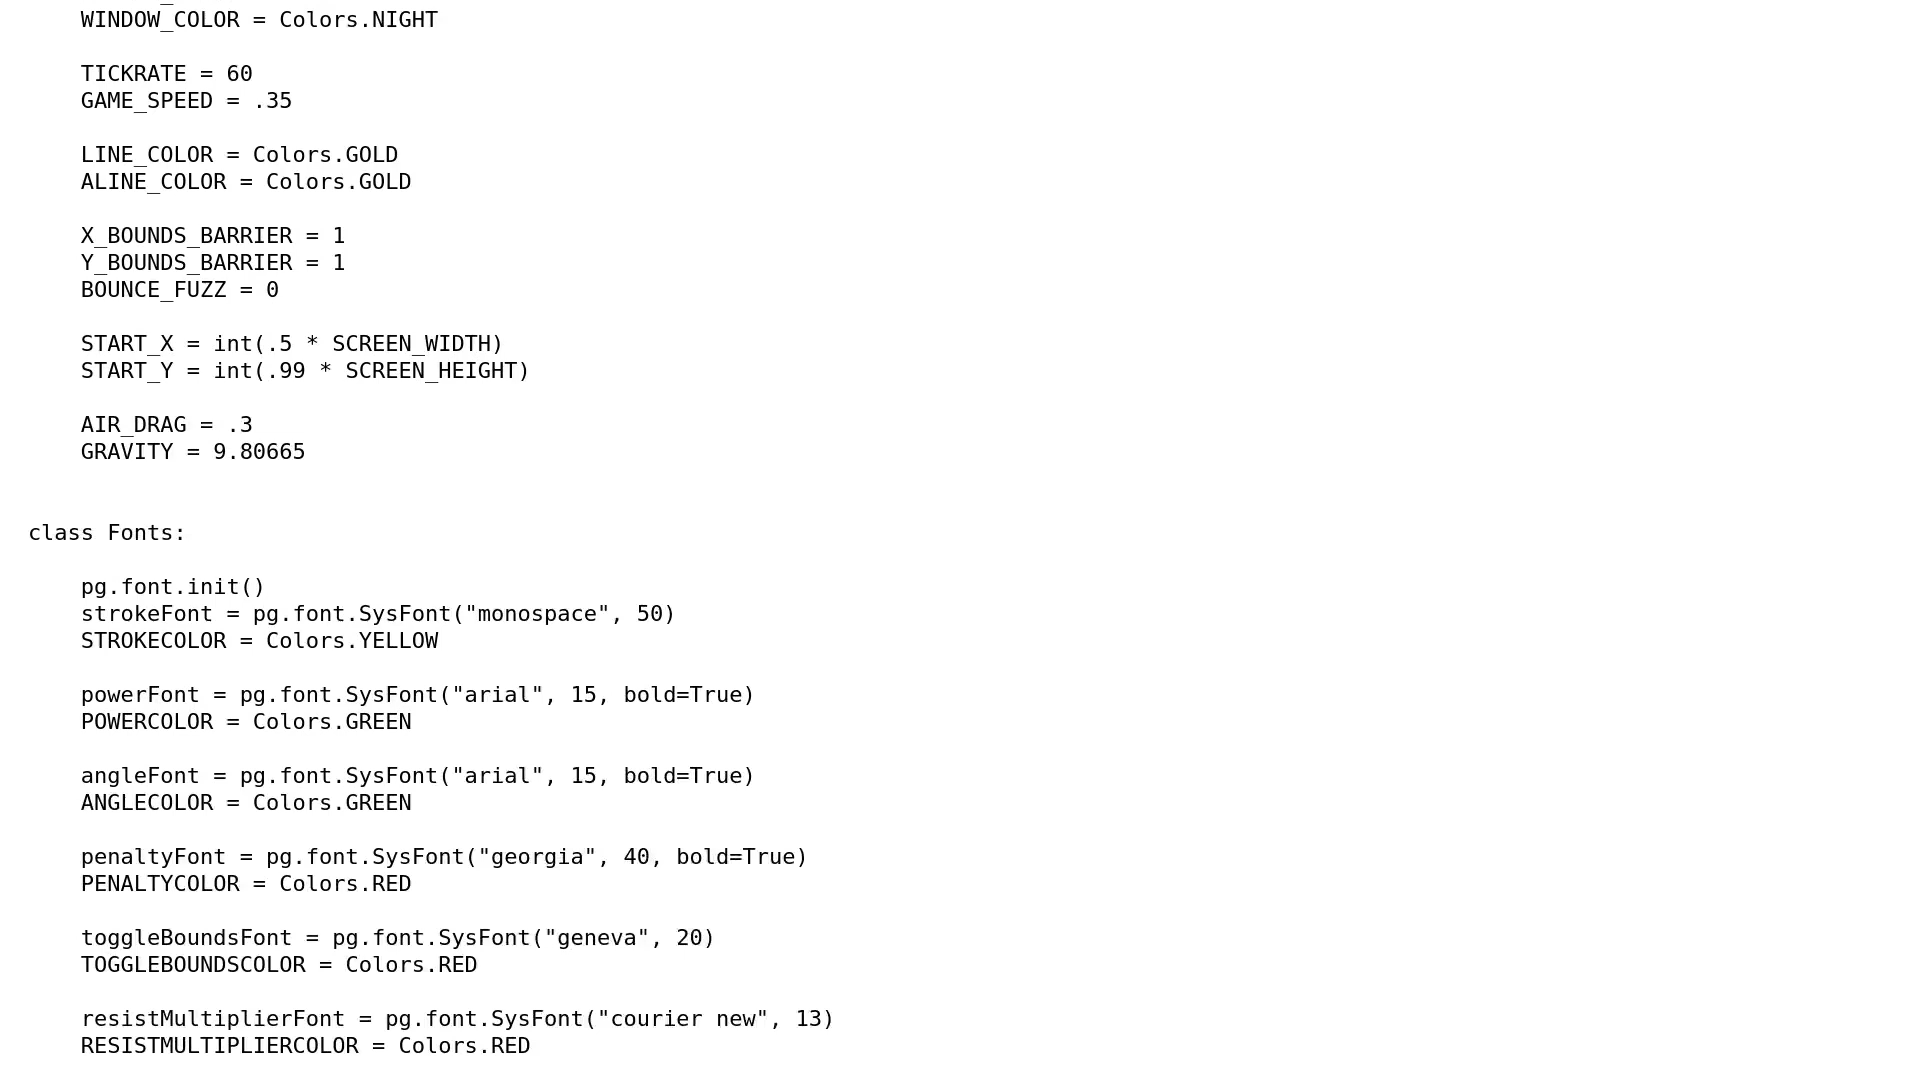 WINDOW_COLOR = Colors.NIGHT
TICKRATE = 60
GAME_SPEED = .35
LINE_COLOR = Colors.GOLD
ALINE_COLOR = Colors.GOLD
X_BOUNDS_BARRIER = 1
Y_BOUNDS_BARRIER = 1
BOUNCE_FUZZ = 0
START_X = int(.5 * SCREEN_WIDTH)
START_Y = int(.99 * SCREEN_HEIGHT)
AIR_DRAG = .3
GRAVITY = 9.80665
class Fonts:
pg.font.init()
strokeFont = pg.font.SysFont("monospace", 50)
STROKECOLOR = Colors.YELLOW
powerFont = pg.font.SysFont("arial", 15, bold=True)
POWERCOLOR = Colors.GREEN
angleFont = pg.font.SysFont("arial", 15, bold=True)
ANGLECOLOR = Colors.GREEN
penaltyFont = pg.font.SysFont("georgia", 40, bold=True)
PENALTYCOLOR = Colors.RED
toggleBoundsFont = pg.font.SysFont("geneva", 20)
TOGGLEBOUNDSCOLOR = Colors.RED
resistMultiplierFont = pg.font.SysFont("courier new", 13)
RESISTMULTIPLIERCOLOR = Colors.RED